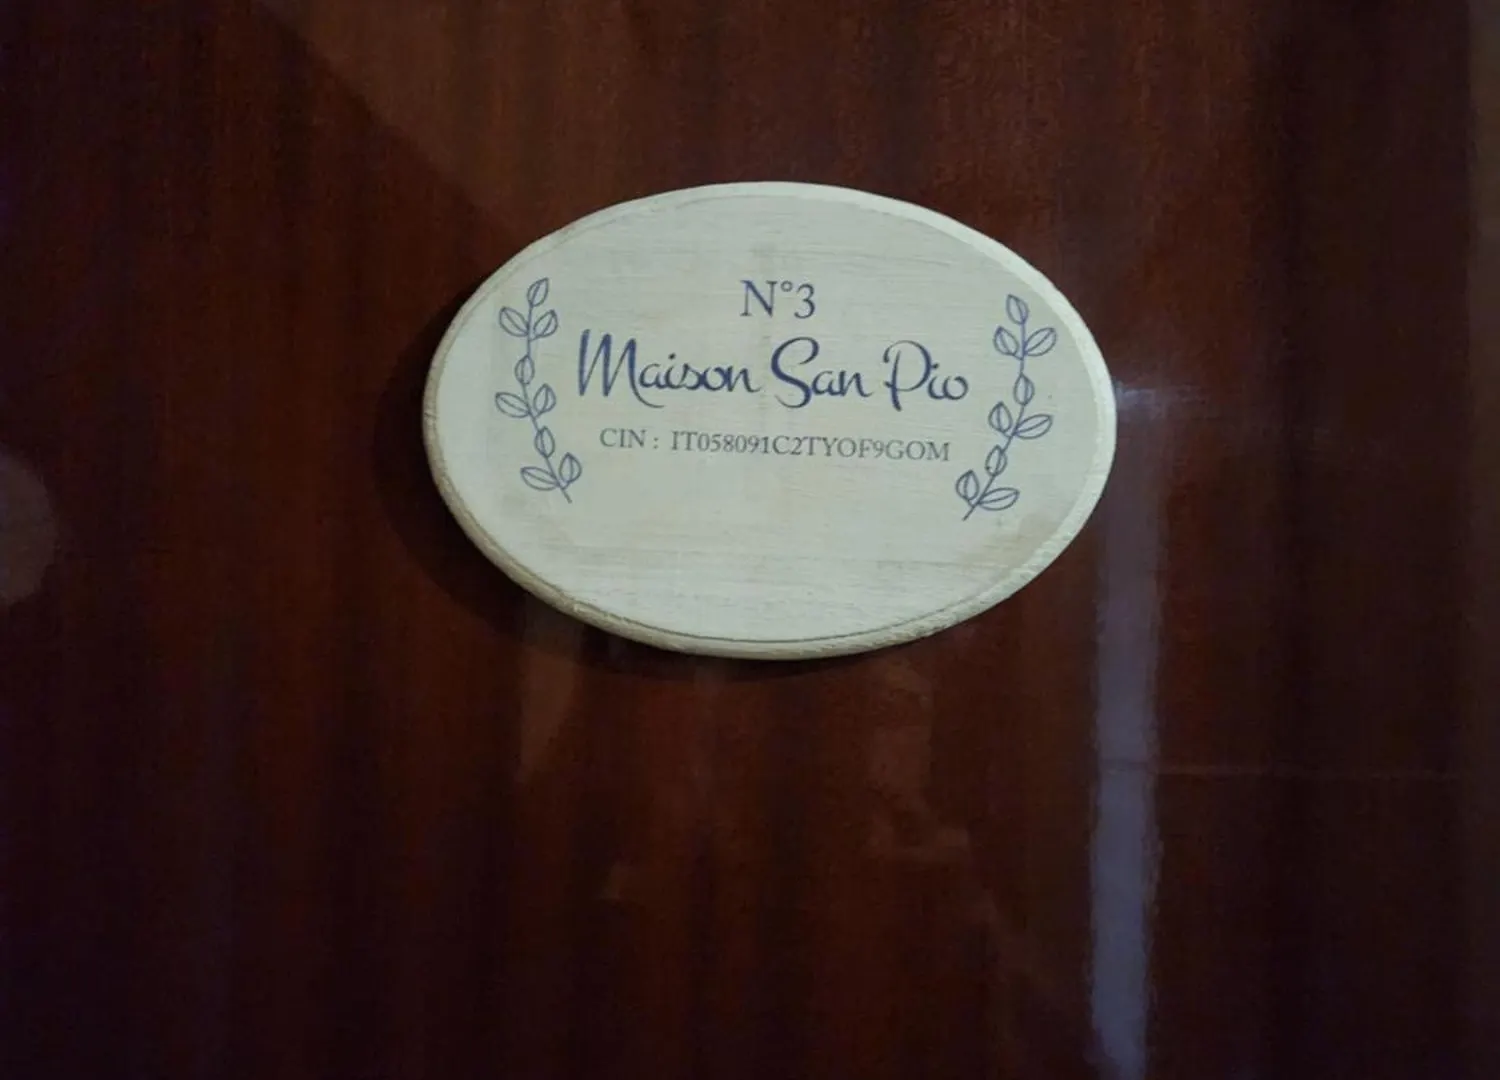 N°3
Maison San Pio
CIN : IT058091C2TYOF9GOM